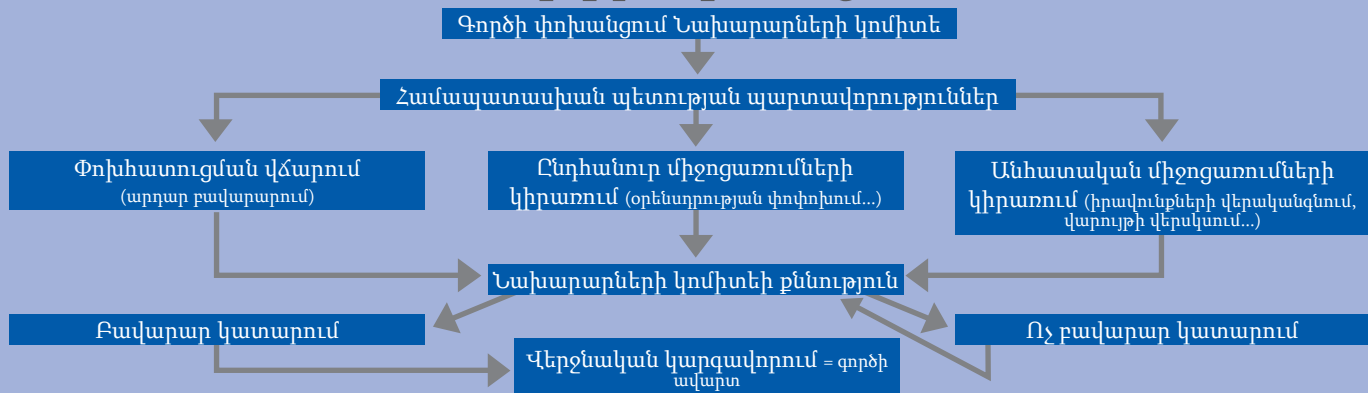 Գործի փոխանցում Նախարարների կոմիտե
Համապատասխան պետության պարտավորություններ
Փոխհատուցման վճարում
(արդար բավարարում)
Ընդհանուր միջոցառումների
կիրառում (օրենսդրության փոփոխում...)
Անհատական միջոցառումների
կիրառում (իրավունքների վերականգնում,
վարույթի վերսկսում...)
Նախարարների կոմիտեի քննություն
Բավարար կատարում
Ոչ բավարար կատարում
Վերջնական կարգավորում = գործի
ավարտ